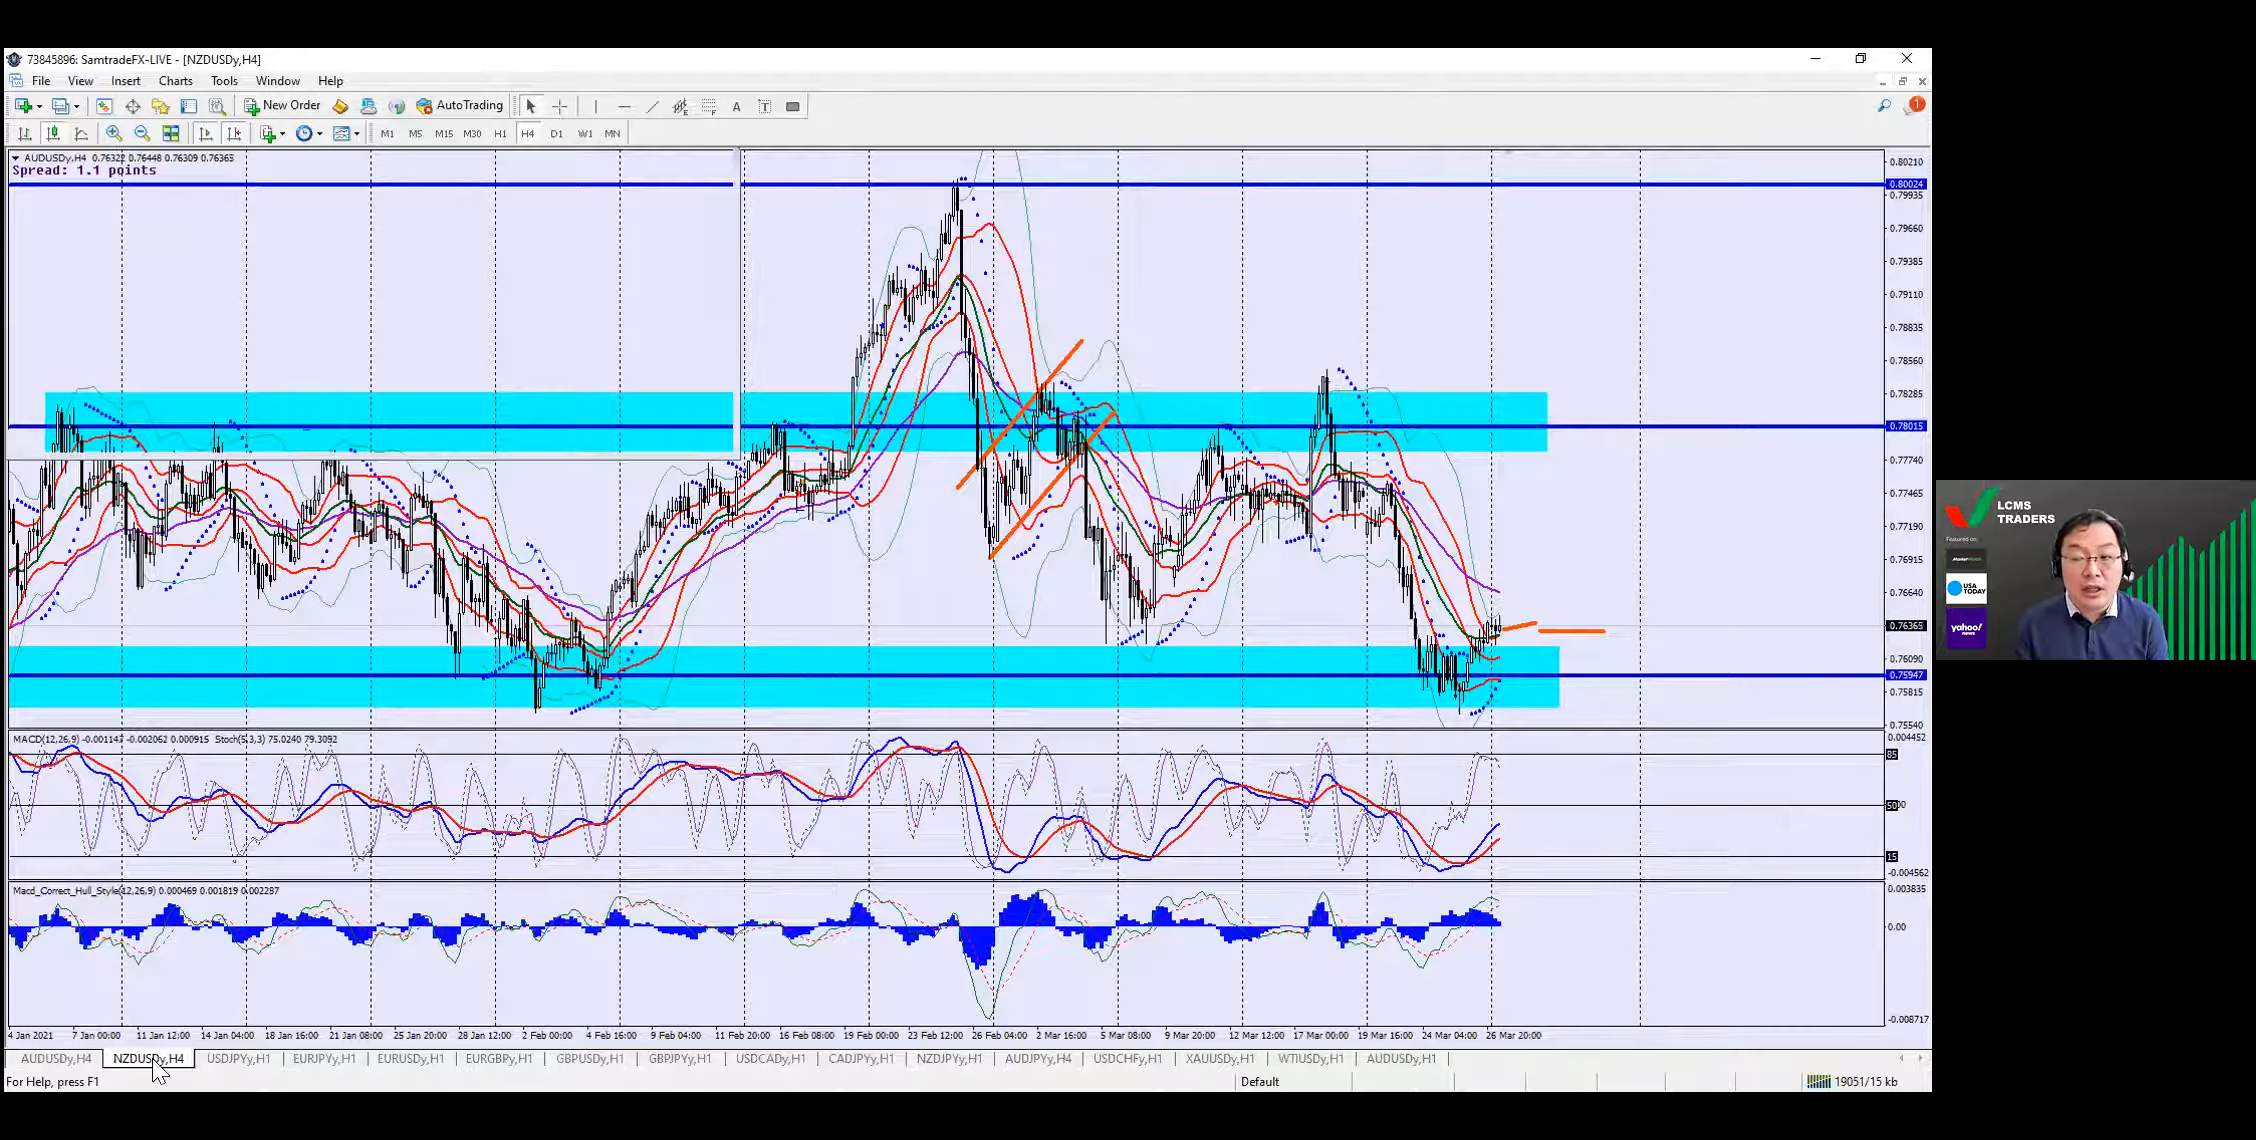 73845896: SamtradeFX-LIVE - [NZDUSDy,H4]
File View Insert Charts Tools Window Help
New Order AutoTrading A T 1
M1 M5 M15 M30 H1 H4 D1 W1 MN
AUDUSDy,H4 0.76322 0.76448 0.76309 0.76365
Spread: 1.1 points
0.80210
0.80024
0.79935
0.79660
0.79385
0.79110
0.78835
0.78560
0.78285
0.78015
0.77740
0.77465
0.77190
0.76915
0.76640
0.76365
0.76090
0.75947
0.75815
0.75540
MACD(12,26,9) -0.001147 -0.002062 0.000915 Stoch(5,3,3) 75.0240 79.3092
0.004452
85
50
15
-0.004562
Macd_Correct_Hull_Style(12,26,9) 0.000469 0.001819 0.002287
0.003835
0.00
-0.008717
4 Jan 2021 7 Jan 00:00 11 Jan 12:00 14 Jan 04:00 18 Jan 16:00 21 Jan 08:00 25 Jan 20:00 28 Jan 12:00 2 Feb 00:00 4 Feb 16:00 9 Feb 04:00 11 Feb 20:00 16 Feb 08:00 19 Feb 00:00 23 Feb 12:00 26 Feb 04:00 2 Mar 16:00 5 Mar 08:00 9 Mar 20:00 12 Mar 12:00 17 Mar 00:00 19 Mar 16:00 24 Mar 04:00 26 Mar 20:00
AUDUSDy,H4 NZDUSDy,H4 USDJPYy,H1 EURJPYy,H1 EURUSDy,H1 EURGBPy,H1 GBPUSDy,H1 GBPJPYy,H1 USDCADy,H1 CADJPYy,H1 NZDJPYy,H1 AUDJPYy,H4 USDCHFy,H1 XAUUSDy,H1 WTIUSDy,H1 AUDUSDy,H1
For Help, press F1 Default 19051/15 kb
LCMS
TRADERS
Featured on:
USA
TODAY
yahoo!
news